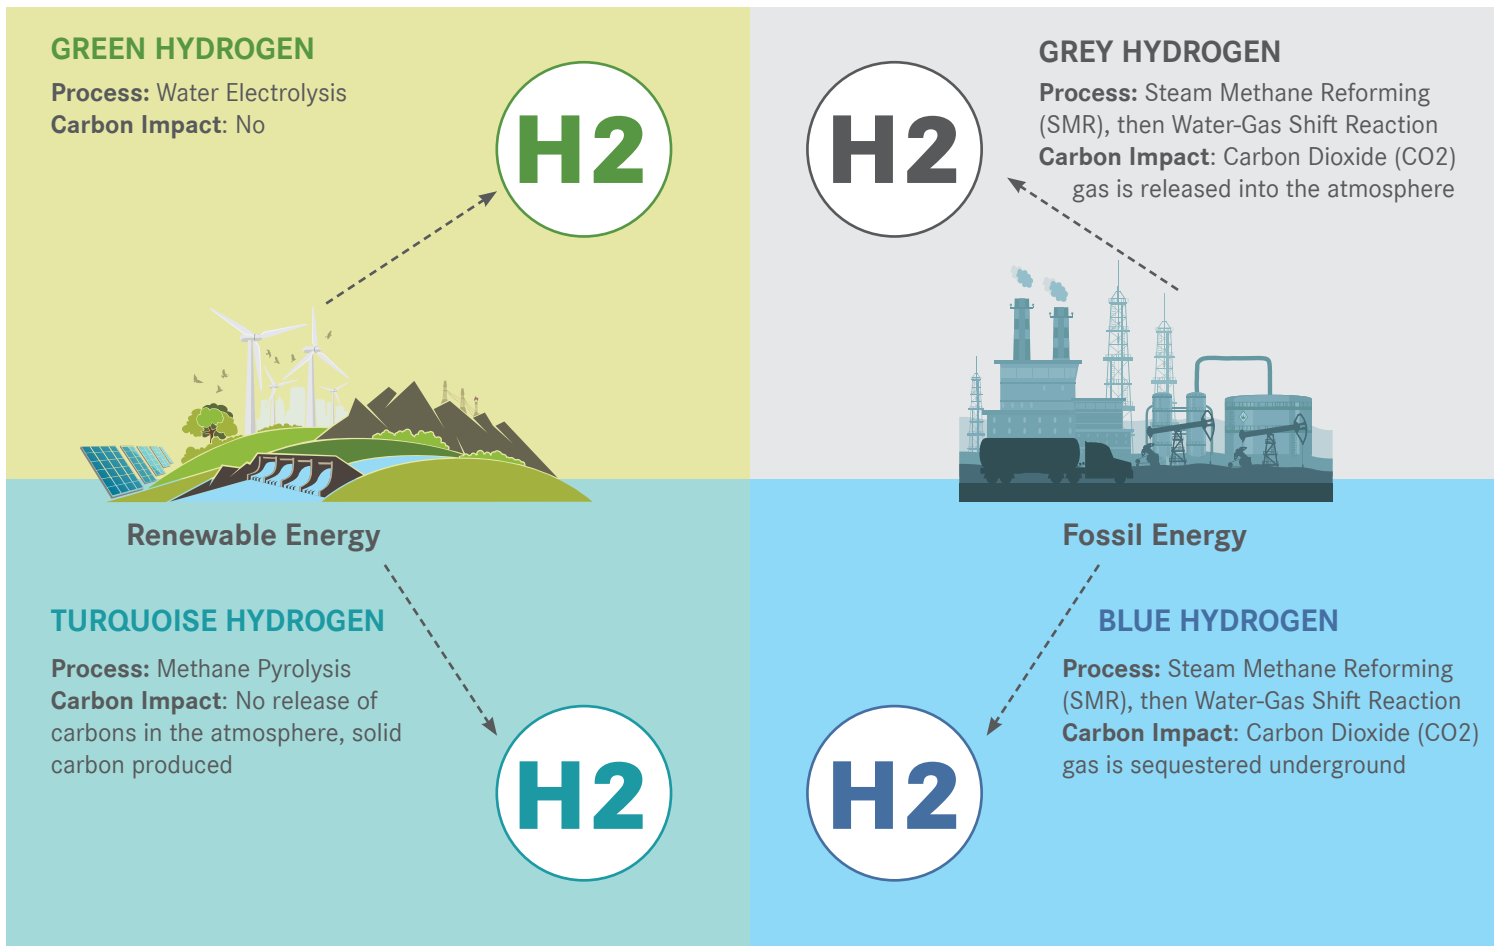 GREEN HYDROGEN
Process: Water Electrolysis
Carbon Impact: No
H2
H2
GREY HYDROGEN
Process: Steam Methane Reforming
(SMR), then Water-Gas Shift Reaction
Carbon Impact: Carbon Dioxide (CO2)
gas is released into the atmosphere
Renewable Energy
Fossil Energy
TURQUOISE HYDROGEN
Process: Methane Pyrolysis
Carbon Impact: No release of
carbons in the atmosphere, solid
carbon produced
H2
H2
BLUE HYDROGEN
Process: Steam Methane Reforming
(SMR), then Water-Gas Shift Reaction
Carbon Impact: Carbon Dioxide (CO2)
gas is sequestered underground